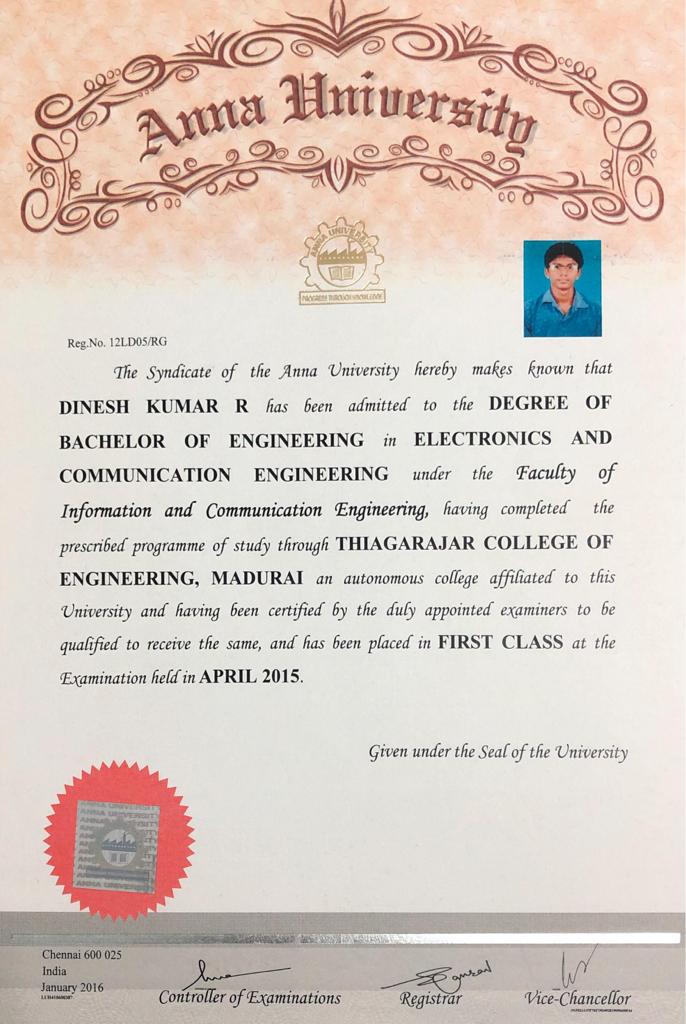 Anna University
ANNA UNIVERSITY
PROGRESS THROUGH KNOWLEDGE
Reg.No. 12LD05/RG
The Syndicate of the Anna University hereby makes known that
DINESH KUMAR R has been admitted to the DEGREE OF
BACHELOR OF ENGINEERING in ELECTRONICS AND
COMMUNICATION ENGINEERING under the Faculty of
Information and Communication Engineering, having completed the
prescribed programme of study through THIAGARAJAR COLLEGE OF
ENGINEERING, MADURAI an autonomous college affiliated to this
University and having been certified by the duly appointed examiners to be
qualified to receive the same, and has been placed in FIRST CLASS at the
Examination held in APRIL 2015.
Given under the Seal of the University
ANNA UNIVERSITY
Chennai 600 025
India
January 2016
Controller of Examinations
Registrar
Vice-Chancellor